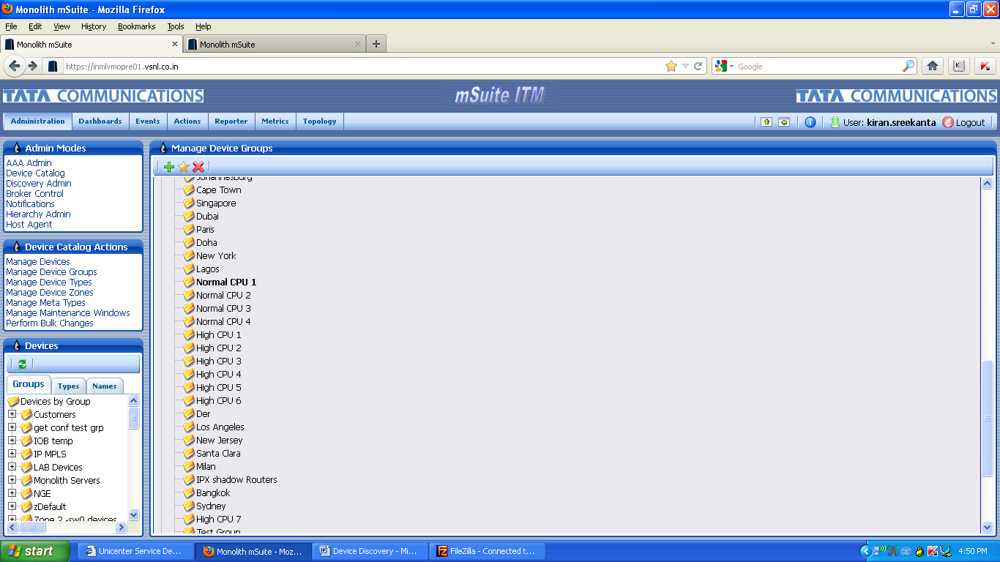 Monolith mSuite - Mozilla Firefox
File Edit View History Bookmarks Tools Help
Monolith mSuite
Monolith mSuite
https://inmlvmopre01.vsnl.co.in
Google
TATA COMMUNICATIONS
mSuite ITM
TATA COMMUNICATIONS
Administration Dashboards Events Actions Reporter Metrics Topology
User: kiran.sreekanta Logout
Admin Modes
AAA Admin
Device Catalog
Discovery Admin
Broker Control
Notifications
Hierarchy Admin
Host Agent
Device Catalog Actions
Manage Devices
Manage Device Groups
Manage Device Types
Manage Device Zones
Manage Meta Types
Manage Maintenance Windows
Perform Bulk Changes
Devices
Groups Types Names
Devices by Group
Customers
get conf test grp
IOB temp
IP MPLS
LAB Devices
Monolith Servers
NGE
zDefault
Zone 2 -sw0 devices
Manage Device Groups
Johannesburg
Cape Town
Singapore
Dubai
Paris
Doha
New York
Lagos
Normal CPU 1
Normal CPU 2
Normal CPU 3
Normal CPU 4
High CPU 1
High CPU 2
High CPU 3
High CPU 4
High CPU 5
High CPU 6
Der
Los Angeles
New Jersey
Santa Clara
Milan
IPX shadow Routers
Bangkok
Sydney
High CPU 7
Test Group
start
Unicenter Service De...
Monolith mSuite - Moz...
Device Discovery - Mi...
FileZilla - Connected t...
4:50 PM